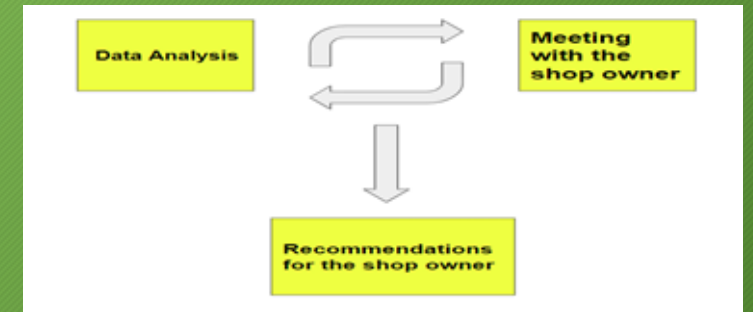 Data Analysis
Meeting
with the
shop owner
Recommendations
for the shop owner